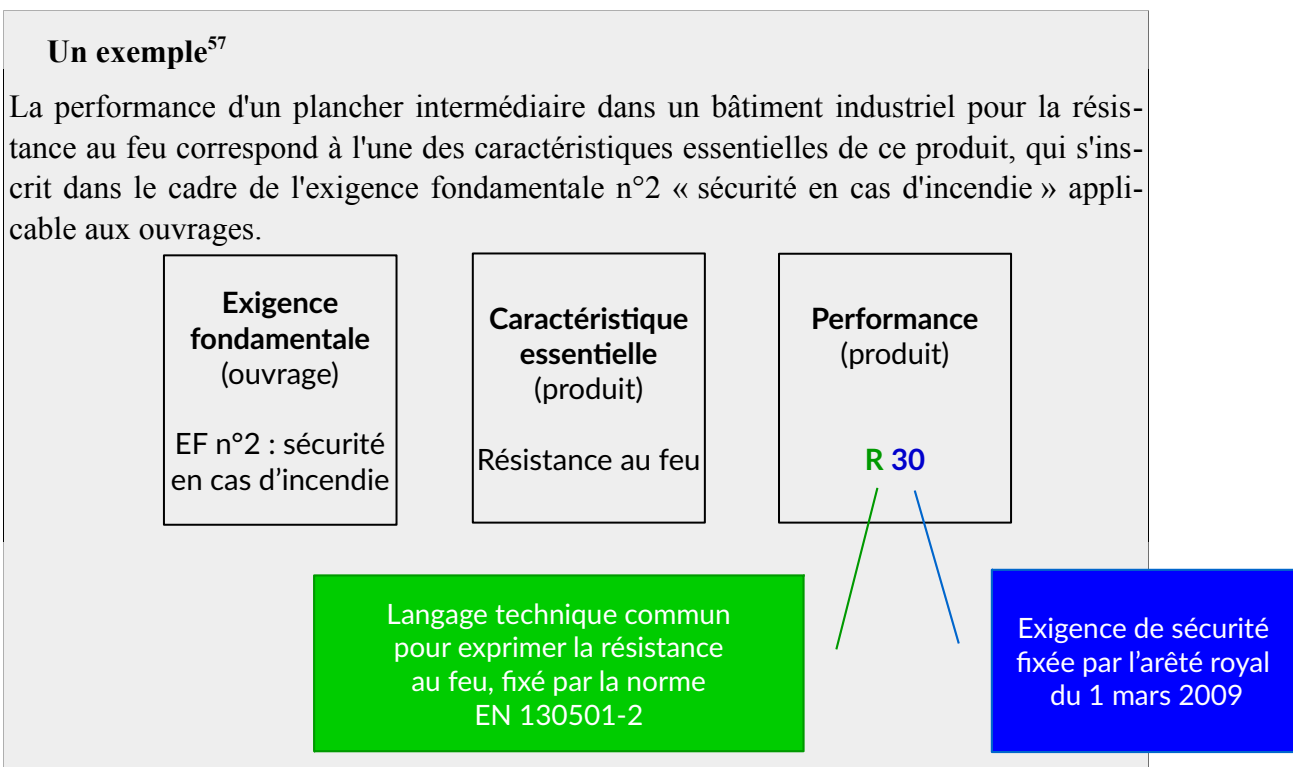 Un exemple57
La performance d'un plancher intermédiaire dans un bâtiment industriel pour la résis-
tance au feu correspond à l'une des caractéristiques essentielles de ce produit, qui s'ins-
crit dans le cadre de l'exigence fondamentale n°2 « sécurité en cas d'incendie » appli-
cable aux ouvrages.
Exigence
fondamentale
(ouvrage)
EF n°2 : sécurité
en cas d’incendie
Caractéristique
essentielle
(produit)
Résistance au feu
Performance
(produit)
R 30
Langage technique commun
pour exprimer la résistance
au feu, fixé par la norme
EN 130501-2
Exigence de sécurité
fixée par l’arêté royal
du 1 mars 2009